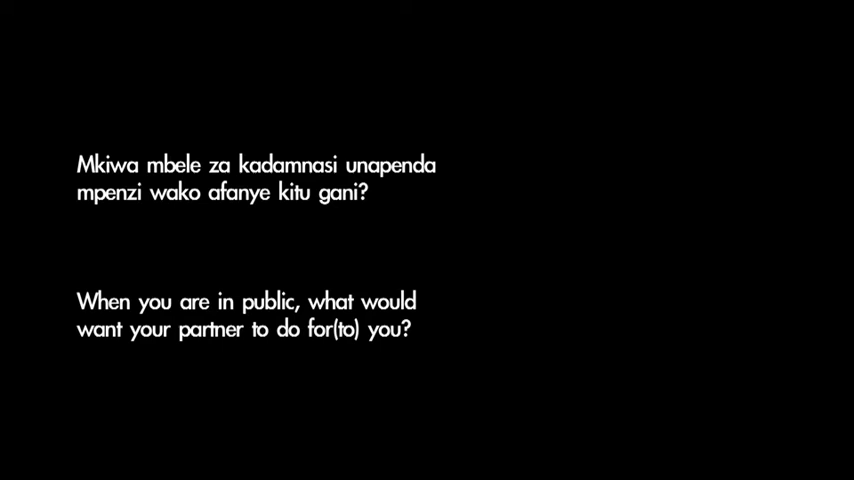 Mkiwa mbele za kadamnasi unapenda
mpenzi wako afanye kitu gani?
When you are in public, what would
want your partner to do for(to) you?